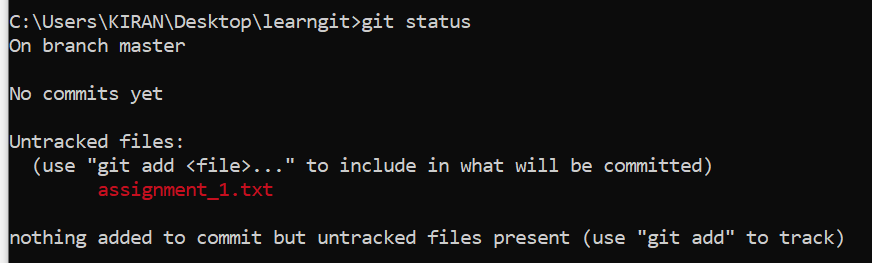 C:\Users\KIRAN\Desktop\learngit>git status
On branch master
No commits yet
Untracked files:
(use "git add <file>..." to include in what will be committed)
assignment_1.txt
nothing added to commit but untracked files present (use "git add" to track)